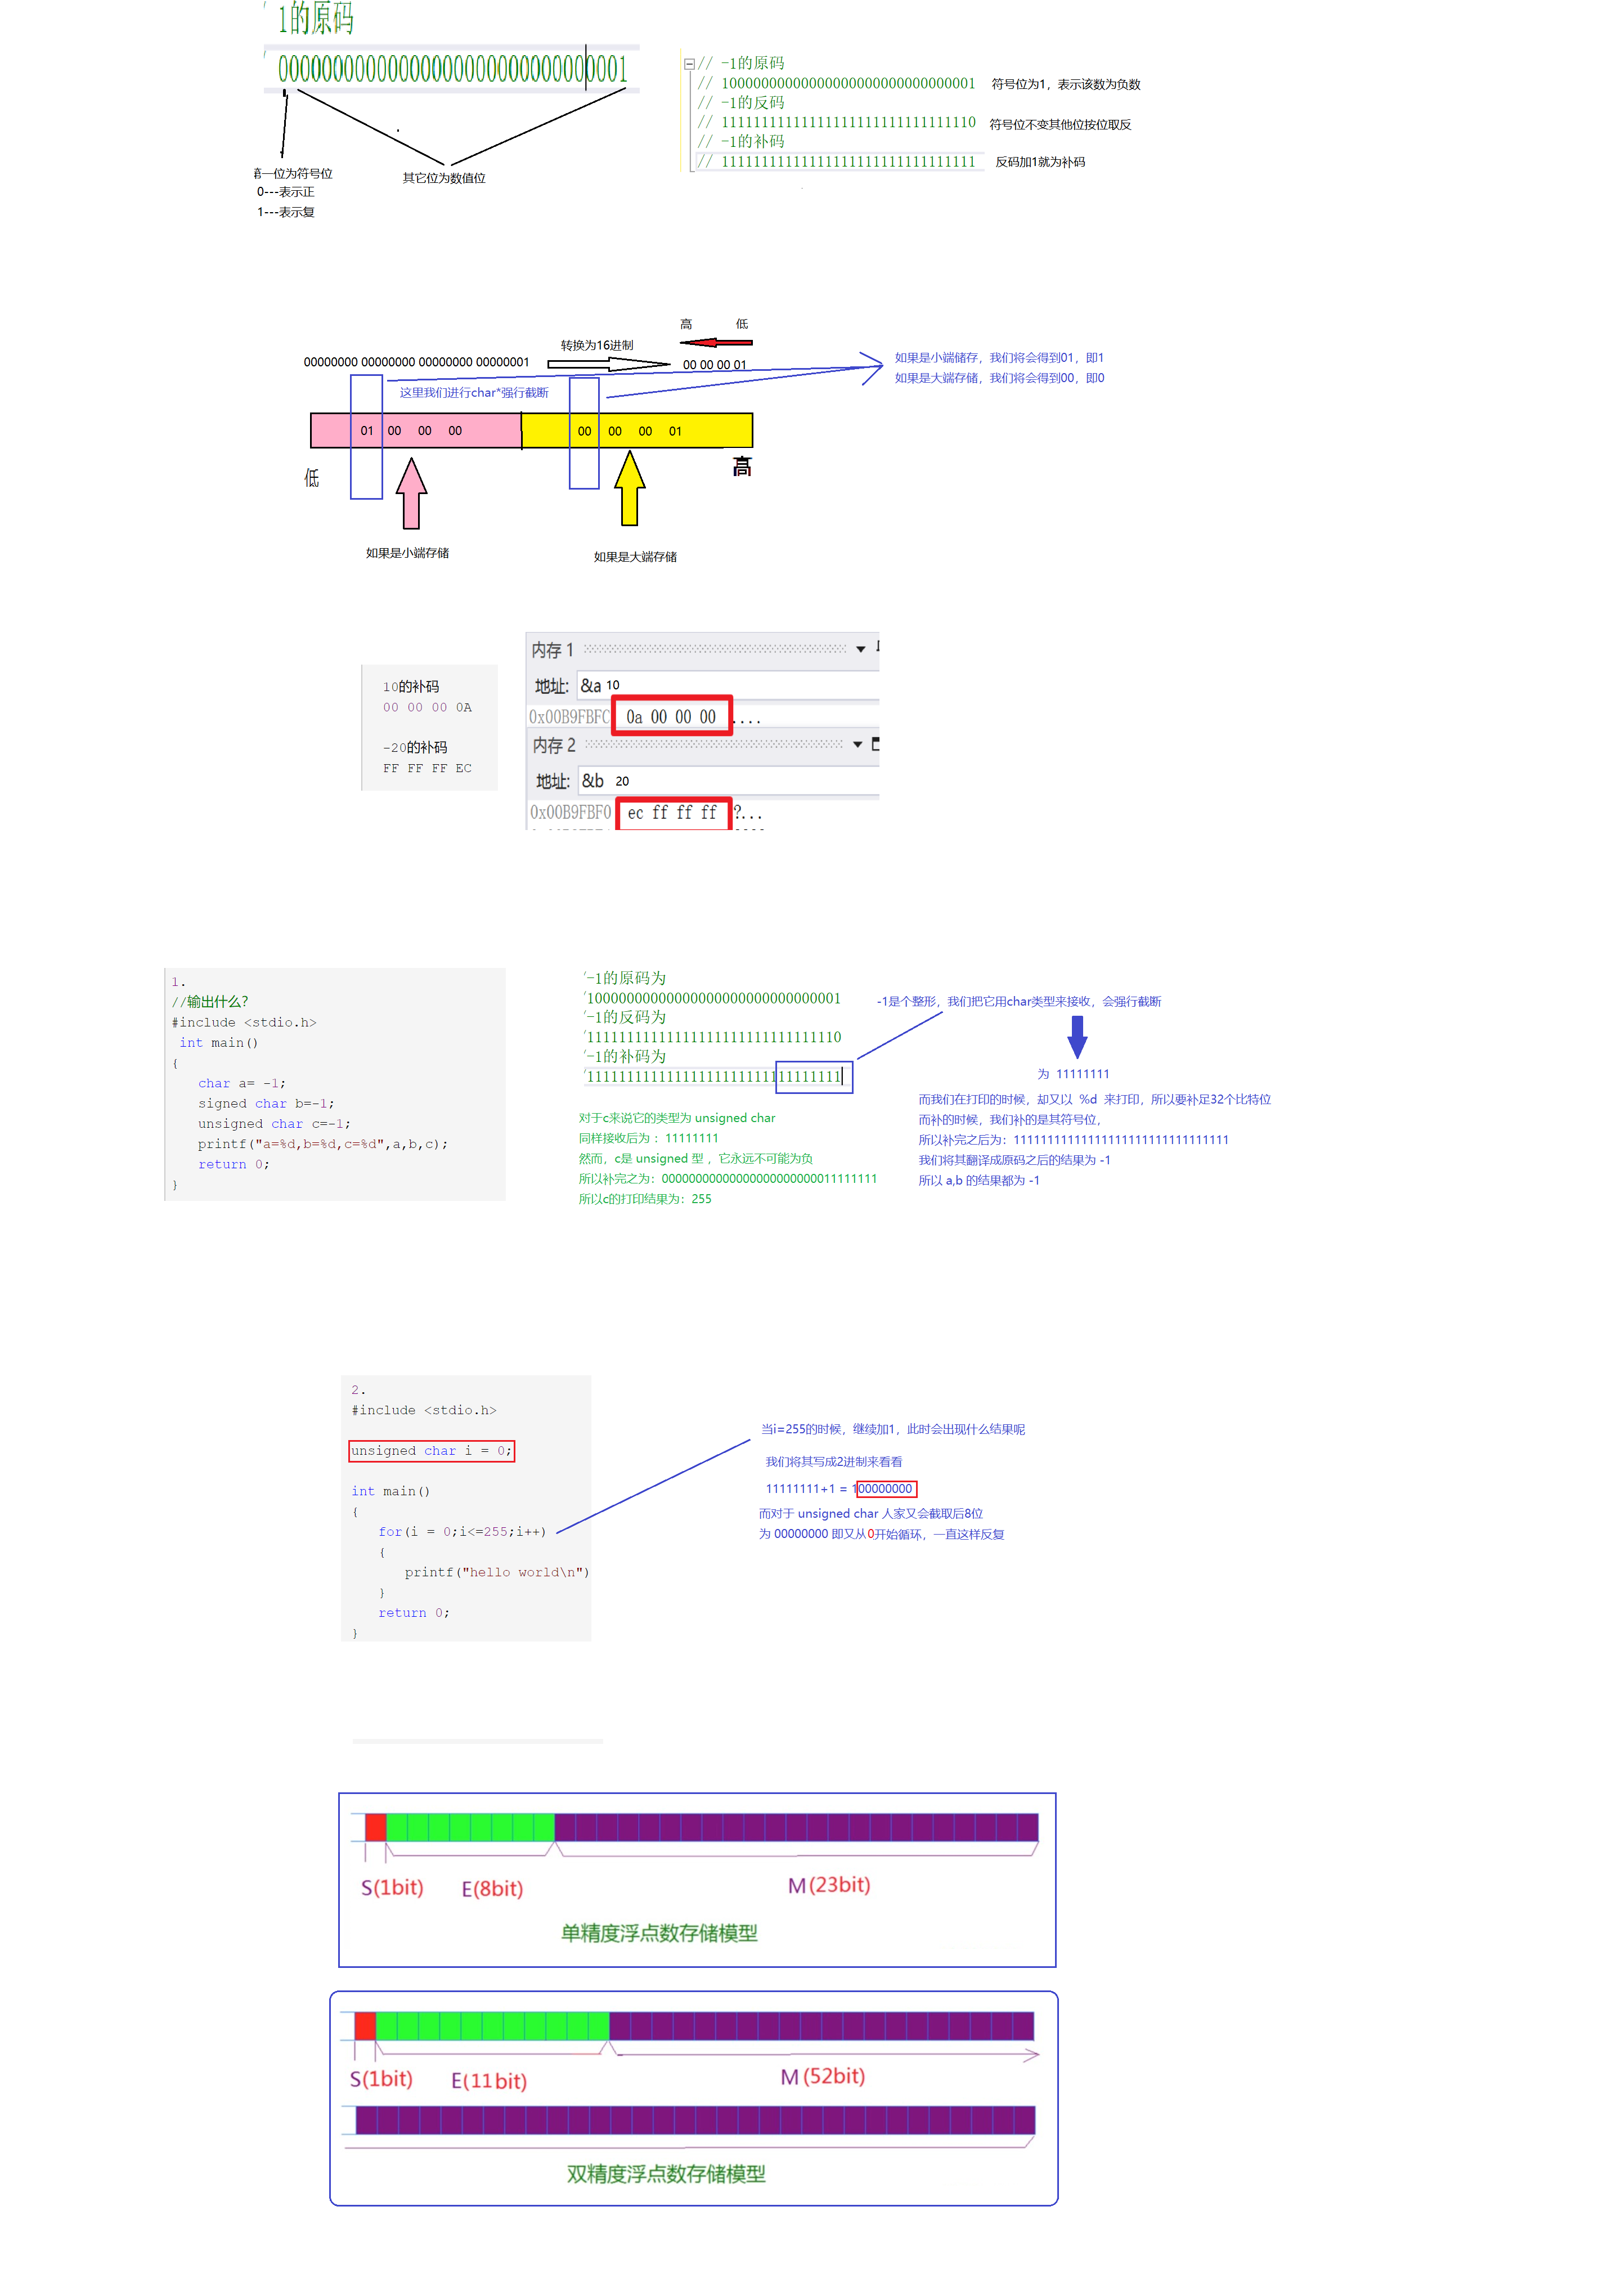 1的原码
00000000000000000000000000000001
第一位为符号位
0---表示正
1---表示复
其它位为数值位
// -1的原码
// 10000000000000000000000000000001 符号位为1，表示该数为负数
// -1的反码
// 11111111111111111111111111111110 符号位不变其他位按位取反
// -1的补码
// 11111111111111111111111111111111 反码加1就为补码
高 低
转换为16进制
00000000 00000000 00000000 00000001
00 00 00 01
如果是小端储存，我们将会得到01，即1
如果是大端存储，我们将会得到00，即0
这里我们进行char*强行截断
01 00 00 00
00 00 00 01
低
高
如果是小端存储
如果是大端存储
10的补码
00 00 00 0A
-20的补码
FF FF FF EC
内存 1
地址: &a 10
0x00B9FBFC 0a 00 00 00 ....
内存 2
地址: &b 20
0x00B9FBF0 ec ff ff ff ?...
1.
//输出什么？
#include <stdio.h>
int main()
{
char a= -1;
signed char b=-1;
unsigned char c=-1;
printf("a=%d,b=%d,c=%d",a,b,c);
return 0;
}
-1的原码为
10000000000000000000000000000001
-1的反码为
11111111111111111111111111111110
-1的补码为
11111111111111111111111111111111
对于c来说它的类型为 unsigned char
同样接收后为 ：11111111
然而，c是 unsigned 型 ，它永远不可能为负
所以补完之为：00000000000000000000000011111111
所以c的打印结果为：255
-1是个整形，我们把它用char类型来接收，会强行截断
为 11111111
而我们在打印的时候，却又以 %d 来打印，所以要补足32个比特位
而补的时候，我们补的是其符号位，
所以补完之后为：11111111111111111111111111111111
我们将其翻译成原码之后的结果为 -1
所以 a,b 的结果都为 -1
2.
#include <stdio.h>
unsigned char i = 0;
int main()
{
for(i = 0;i<=255;i++)
{
printf("hello world\n")
}
return 0;
}
当i=255的时候，继续加1，此时会出现什么结果呢
我们将其写成2进制来看看
11111111+1 = 100000000
而对于 unsigned char 人家又会截取后8位
为 00000000 即又从0开始循环，一直这样反复
S(1bit) E(8bit) M(23bit)
单精度浮点数存储模型
S(1bit) E(11bit) M(52bit)
双精度浮点数存储模型